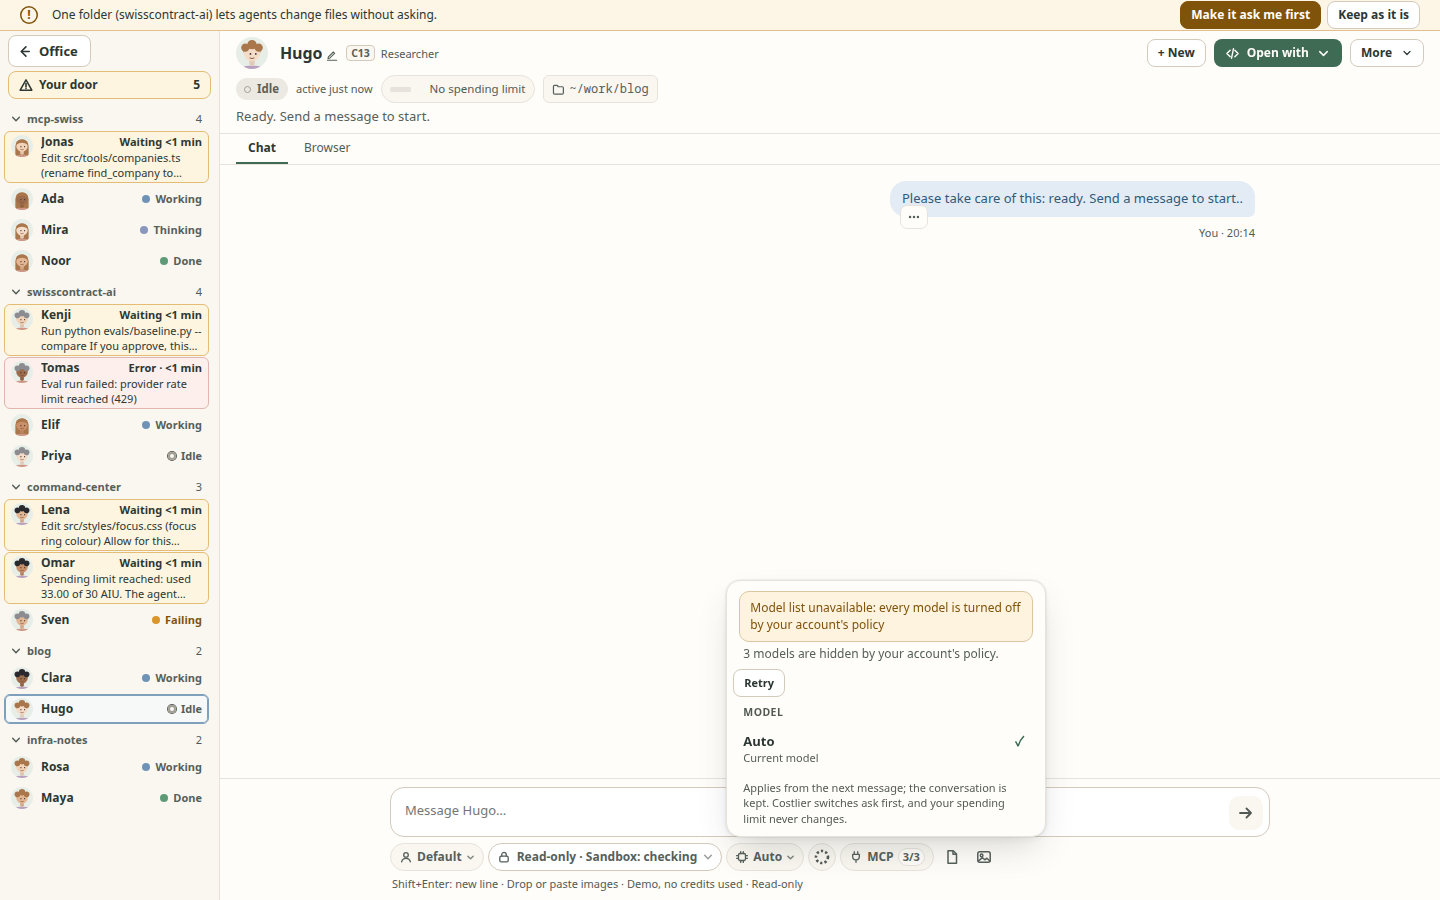 One folder (swisscontract-ai) lets agents change files without asking.
Make it ask me first
Keep as it is
Office
Your door 5
mcp-swiss 4
Jonas Waiting <1 min
Edit src/tools/companies.ts
(rename find_company to...
Ada Working
Mira Thinking
Noor Done
swisscontract-ai 4
Kenji Waiting <1 min
Run python evals/baseline.py --
compare If you approve, this...
Tomas Error · <1 min
Eval run failed: provider rate
limit reached (429)
Elif Working
Priya Idle
command-center 3
Lena Waiting <1 min
Edit src/styles/focus.css (focus
ring colour) Allow for this...
Omar Waiting <1 min
Spending limit reached: used
33.00 of 30 AIU. The agent...
Sven Failing
blog 2
Clara Working
Hugo Idle
infra-notes 2
Rosa Working
Maya Done
Hugo C13 Researcher
+ New
Open with
More
Idle active just now No spending limit ~/work/blog
Ready. Send a message to start.
Chat Browser
Please take care of this: ready. Send a message to start..
You · 20:14
Model list unavailable: every model is turned off
by your account's policy
3 models are hidden by your account's policy.
Retry
MODEL
Auto
Current model
Applies from the next message; the conversation is
kept. Costlier switches ask first, and your spending
limit never changes.
Message Hugo...
Default Read-only · Sandbox: checking Auto MCP 3/3
Shift+Enter: new line · Drop or paste images · Demo, no credits used · Read-only